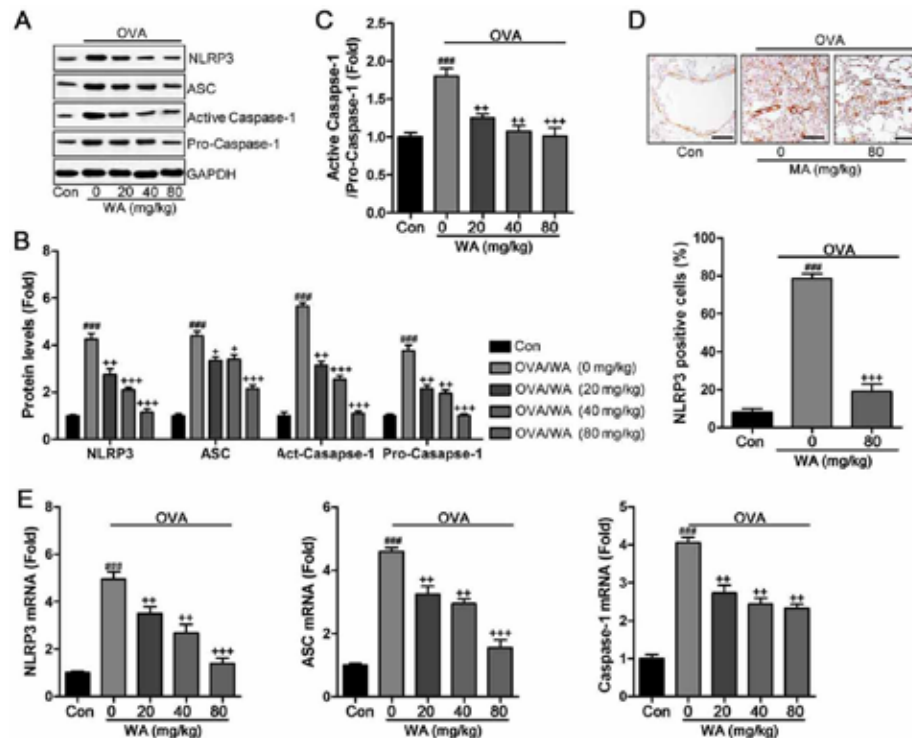 A
OVA
NLRP3
ASC
Active Caspase-1
Pro-Caspase-1
GAPDH
Con 0 20 40 80
WA (mg/kg)
C
OVA
Active Casapse-1
/Pro-Caspase-1 (Fold)
2.5
2.0
1.5
1.0
0.5
0.0
###
++
++
+++
Con 0 20 40 80
WA (mg/kg)
D
OVA
Con
0 80
MA (mg/kg)
OVA
NLRP3 positive cells (%)
100
80
60
40
20
0
###
+++
Con 0 80
WA (mg/kg)
B
Protein levels (Fold)
8
6
4
2
0
### ++ +++ +++
### + + +++
### ++ +++ +++
### ++ ++ +++
NLRP3 ASC Act-Casapse-1 Pro-Casapse-1
Con
OVA/WA (0 mg/kg)
OVA/WA (20 mg/kg)
OVA/WA (40 mg/kg)
OVA/WA (80 mg/kg)
E
OVA
NLRP3 mRNA (Fold)
8
6
4
2
0
###
++
++
+++
Con 0 20 40 80
WA (mg/kg)
OVA
ASC mRNA (Fold)
6
4
2
0
###
++
++
+++
Con 0 20 40 80
WA (mg/kg)
OVA
Caspase-1 mRNA (Fold)
5
4
3
2
1
0
###
++
++
++
Con 0 20 40 80
WA (mg/kg)